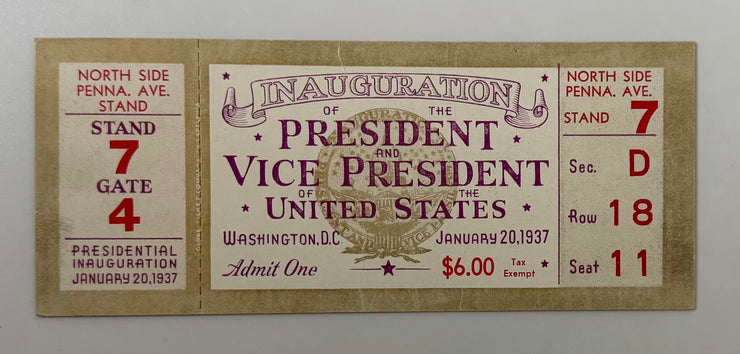 NORTH SIDE
PENNA. AVE.
STAND
STAND
7
GATE
4
PRESIDENTIAL
INAUGURATION
JANUARY 20, 1937
INAUGURATION
OF THE
PRESIDENT
AND
VICE PRESIDENT
OF THE
UNITED STATES
WASHINGTON, D.C. JANUARY 20, 1937
Admit One $6.00 Tax
Exempt
NORTH SIDE
PENNA. AVE.
STAND 7
Sec. D
Row 18
Seat 11